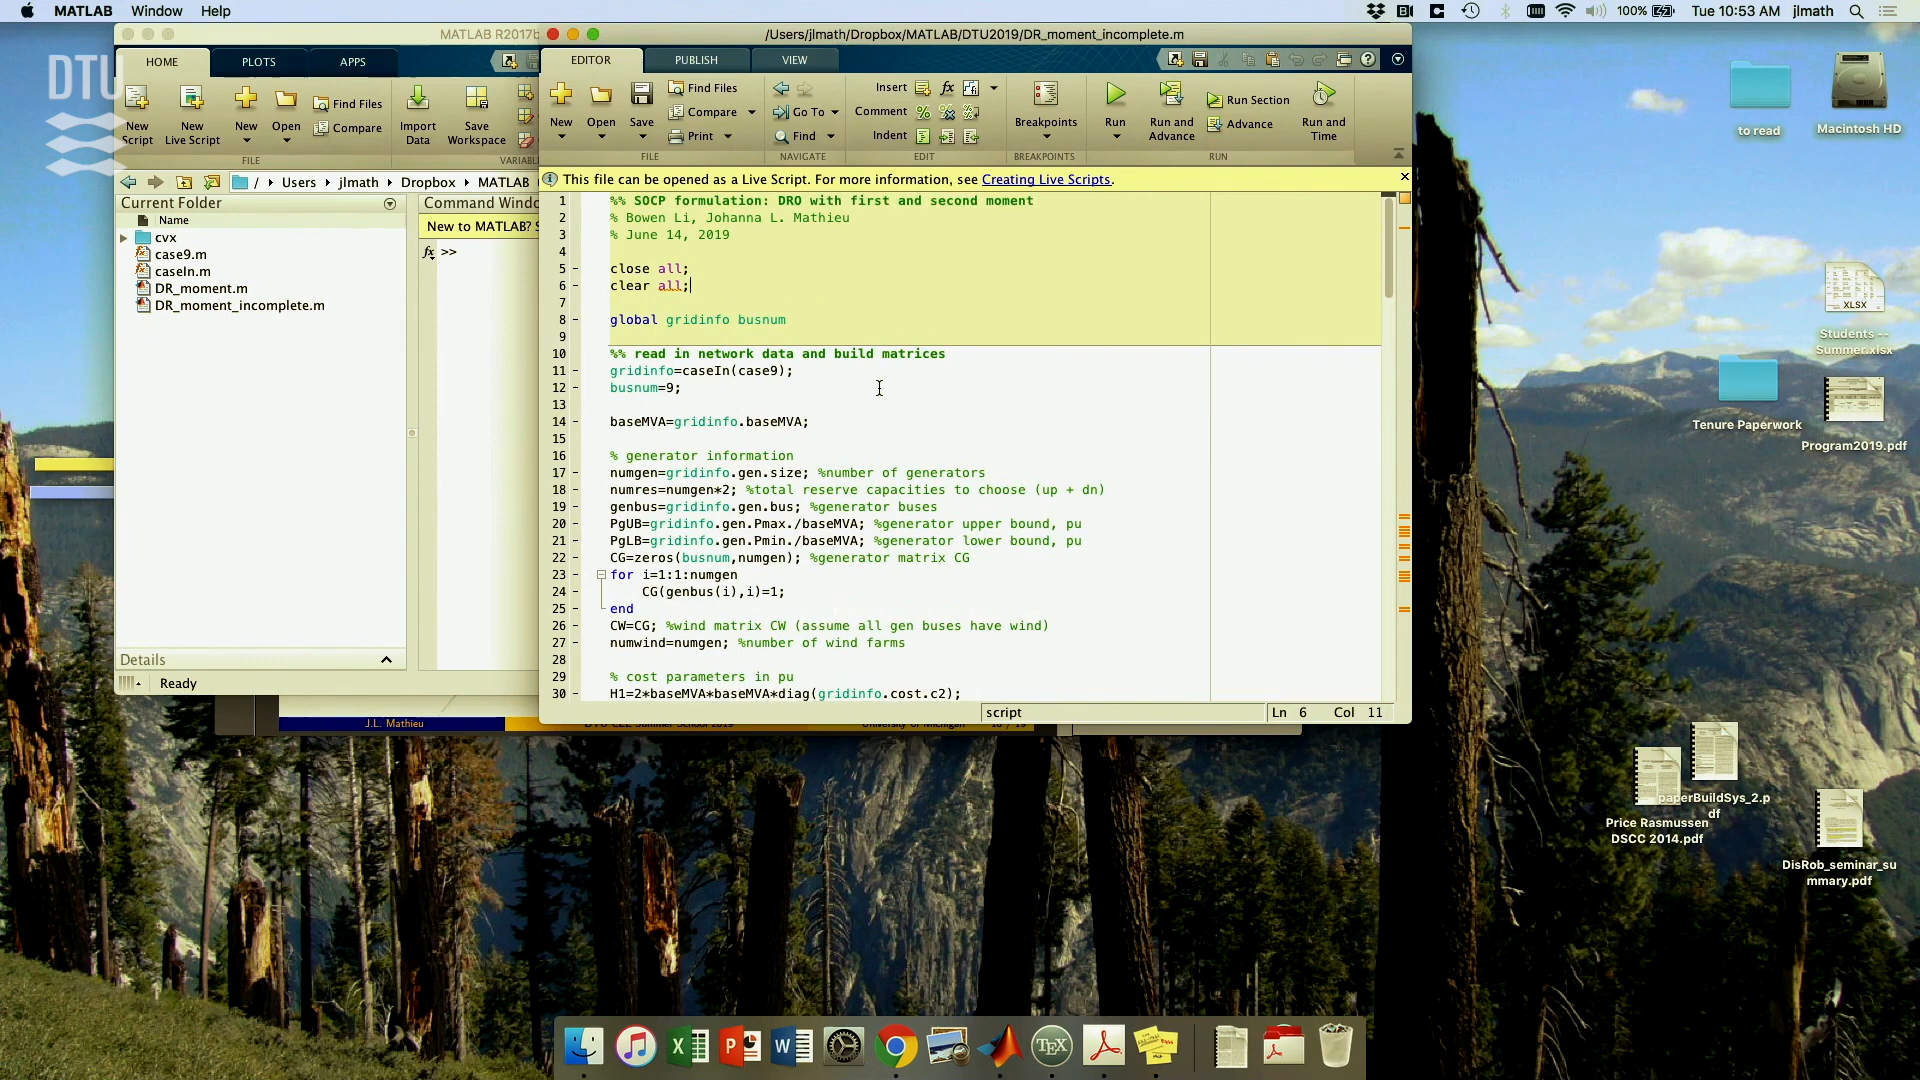 MATLAB Window Help
100% Tue 10:53 AM jlmath
DTU
MATLAB R2017b
HOME PLOTS APPS
New Script
New Live Script
New
Open
Find Files
Compare
Import Data
Save Workspace
FILE
/ Users jlmath Dropbox MATLAB
Current Folder
Name
cvx
case9.m
caseIn.m
DR_moment.m
DR_moment_incomplete.m
Details
Ready
New to MATLAB?
fx >>
/Users/jlmath/Dropbox/MATLAB/DTU2019/DR_moment_incomplete.m
EDITOR PUBLISH VIEW
New Open Save
Find Files
Compare
Print
Go To
Find
Insert
Comment
Indent
Breakpoints
Run
Run and Advance
Run Section
Advance
Run and Time
FILE NAVIGATE EDIT BREAKPOINTS RUN
This file can be opened as a Live Script. For more information, see Creating Live Scripts.
1 %% SOCP formulation: DRO with first and second moment
2 % Bowen Li, Johanna L. Mathieu
3 % June 14, 2019
4
5 - close all;
6 - clear all;
7
8 - global gridinfo busnum
9
10 %% read in network data and build matrices
11 - gridinfo=caseIn(case9);
12 - busnum=9;
13
14 - baseMVA=gridinfo.baseMVA;
15
16 % generator information
17 - numgen=gridinfo.gen.size; %number of generators
18 - numres=numgen*2; %total reserve capacities to choose (up + dn)
19 - genbus=gridinfo.gen.bus; %generator buses
20 - PgUB=gridinfo.gen.Pmax./baseMVA; %generator upper bound, pu
21 - PgLB=gridinfo.gen.Pmin./baseMVA; %generator lower bound, pu
22 - CG=zeros(busnum,numgen); %generator matrix CG
23 - for i=1:1:numgen
24 - CG(genbus(i),i)=1;
25 - end
26 - CW=CG; %wind matrix CW (assume all gen buses have wind)
27 - numwind=numgen; %number of wind farms
28
29 % cost parameters in pu
30 - H1=2*baseMVA*baseMVA*diag(gridinfo.cost.c2);
script Ln 6 Col 11
J.L. Mathieu
to read
Macintosh HD
XLSX
Students -- Summer.xlsx
Tenure Paperwork
Program2019.pdf
paperBuildSys_2.pdf
Price Rasmussen DSCC 2014.pdf
DisRob_seminar_summary.pdf
TEX